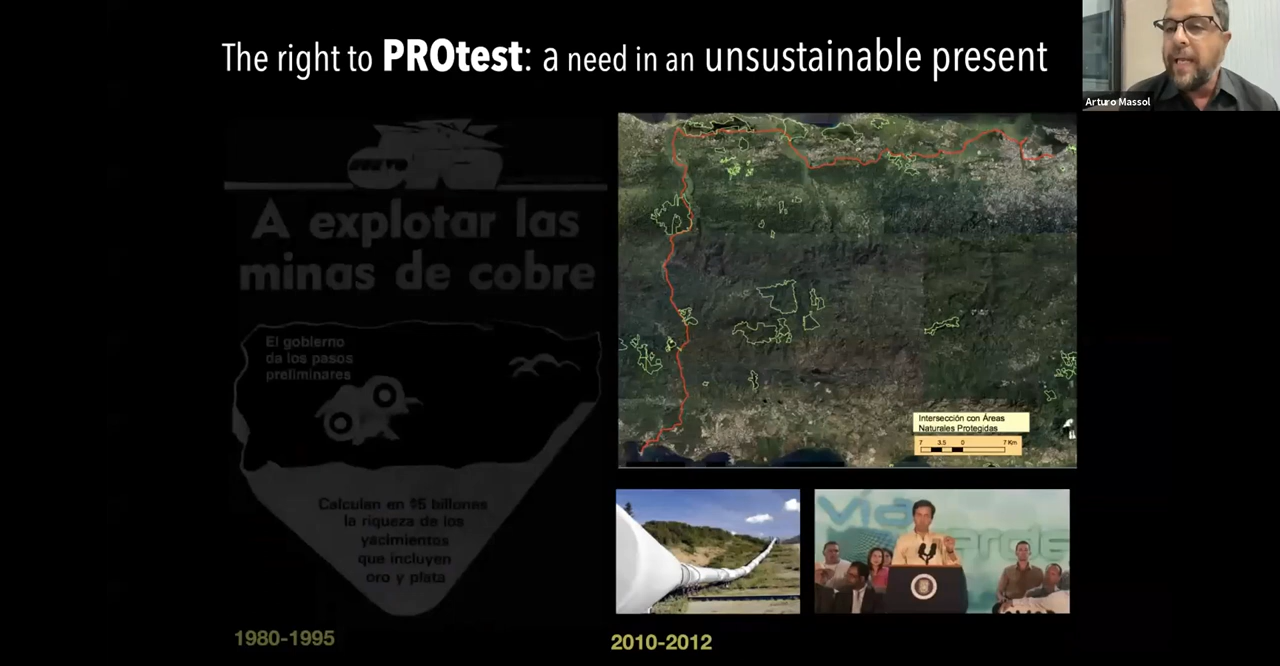 The right to PROtest: a need in an unsustainable present
Arturo Massol
A explotar las
minas de cobre
El gobierno
da los pasos
preliminares
Calculan en $5 billones
la riqueza de los
yacimientos
que incluyen
oro y plata
1980-1995
Intersección con Áreas
Naturales Protegidas
7 3.5 0 7 Km
vía
verde
2010-2012